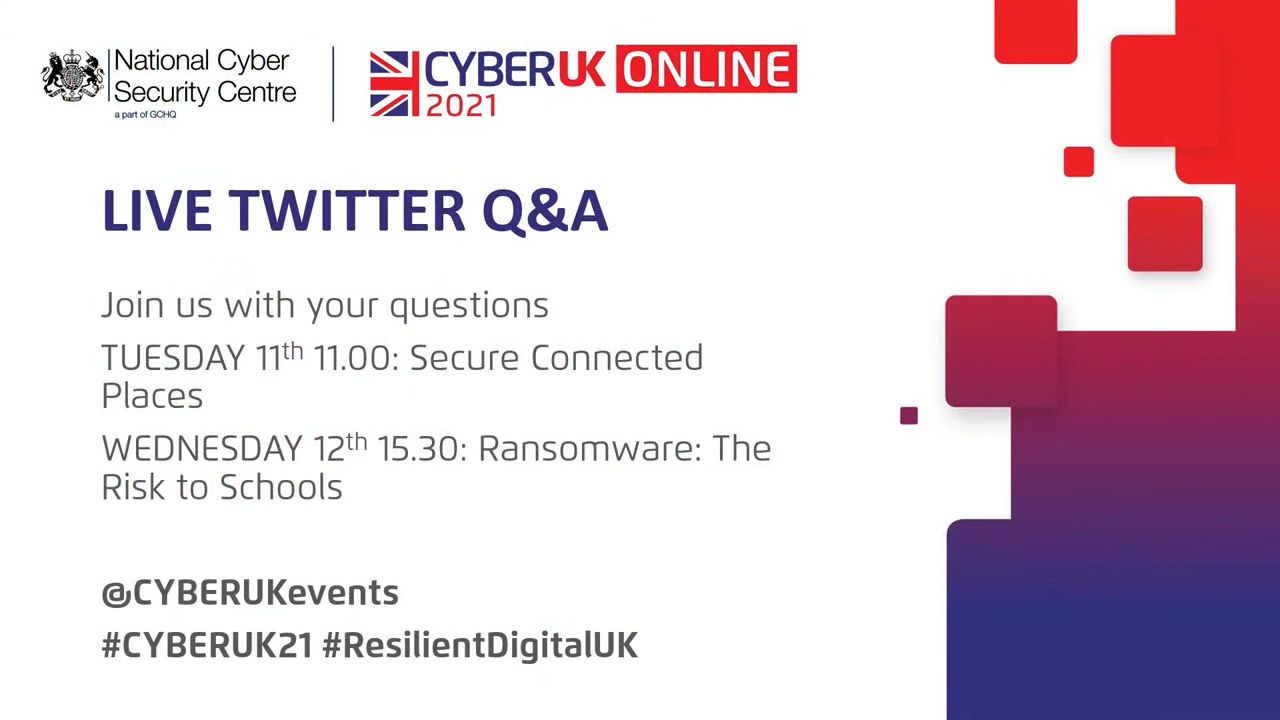 National Cyber
Security Centre
a part of GCHQ
CYBERUK ONLINE
2021
LIVE TWITTER Q&A
Join us with your questions
TUESDAY 11th 11.00: Secure Connected
Places
WEDNESDAY 12th 15.30: Ransomware: The
Risk to Schools
@CYBERUKevents
#CYBERUK21 #ResilientDigitalUK